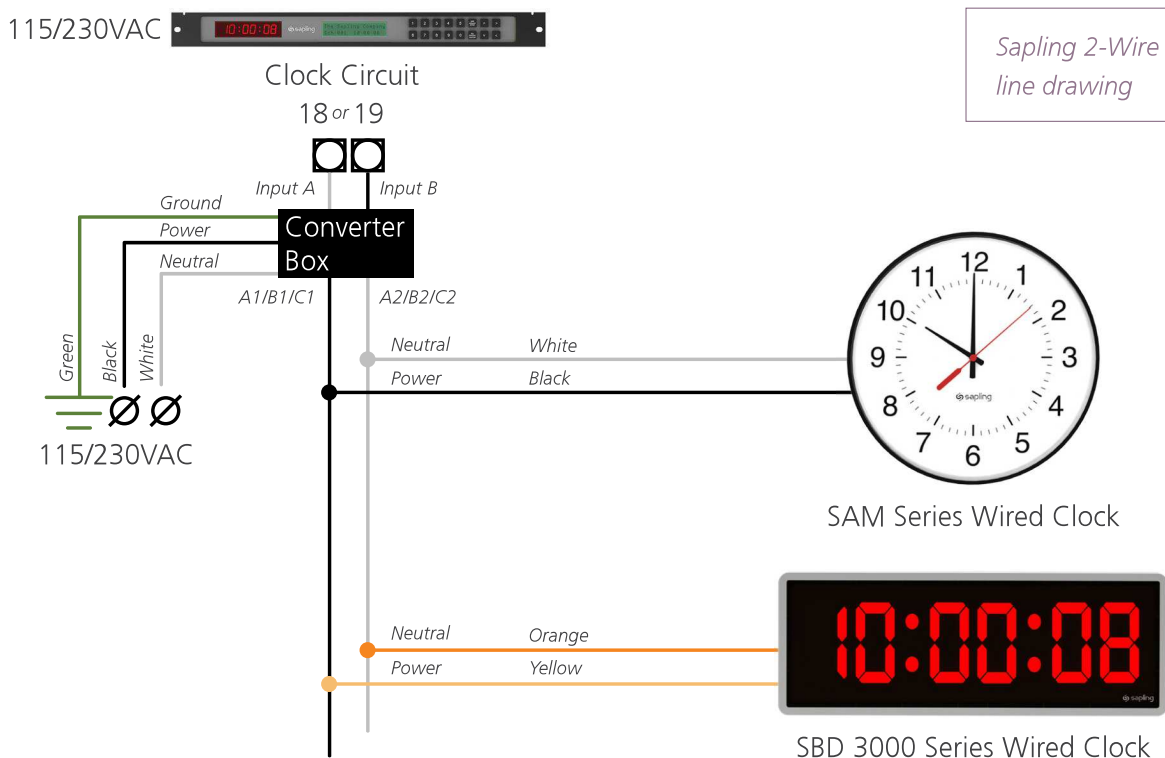 115/230VAC
10:00:08
sapling
Sapling 2-Wire
line drawing
Clock Circuit
18 or 19
Input A
Input B
Ground
Power
Neutral
Converter
Box
A1/B1/C1
A2/B2/C2
Green
Black
White
115/230VAC
Neutral White
Power Black
12
1
2
3
4
5
6
7
8
9
10
11
sapling
SAM Series Wired Clock
Neutral Orange
Power Yellow
10:00:08
sapling
SBD 3000 Series Wired Clock